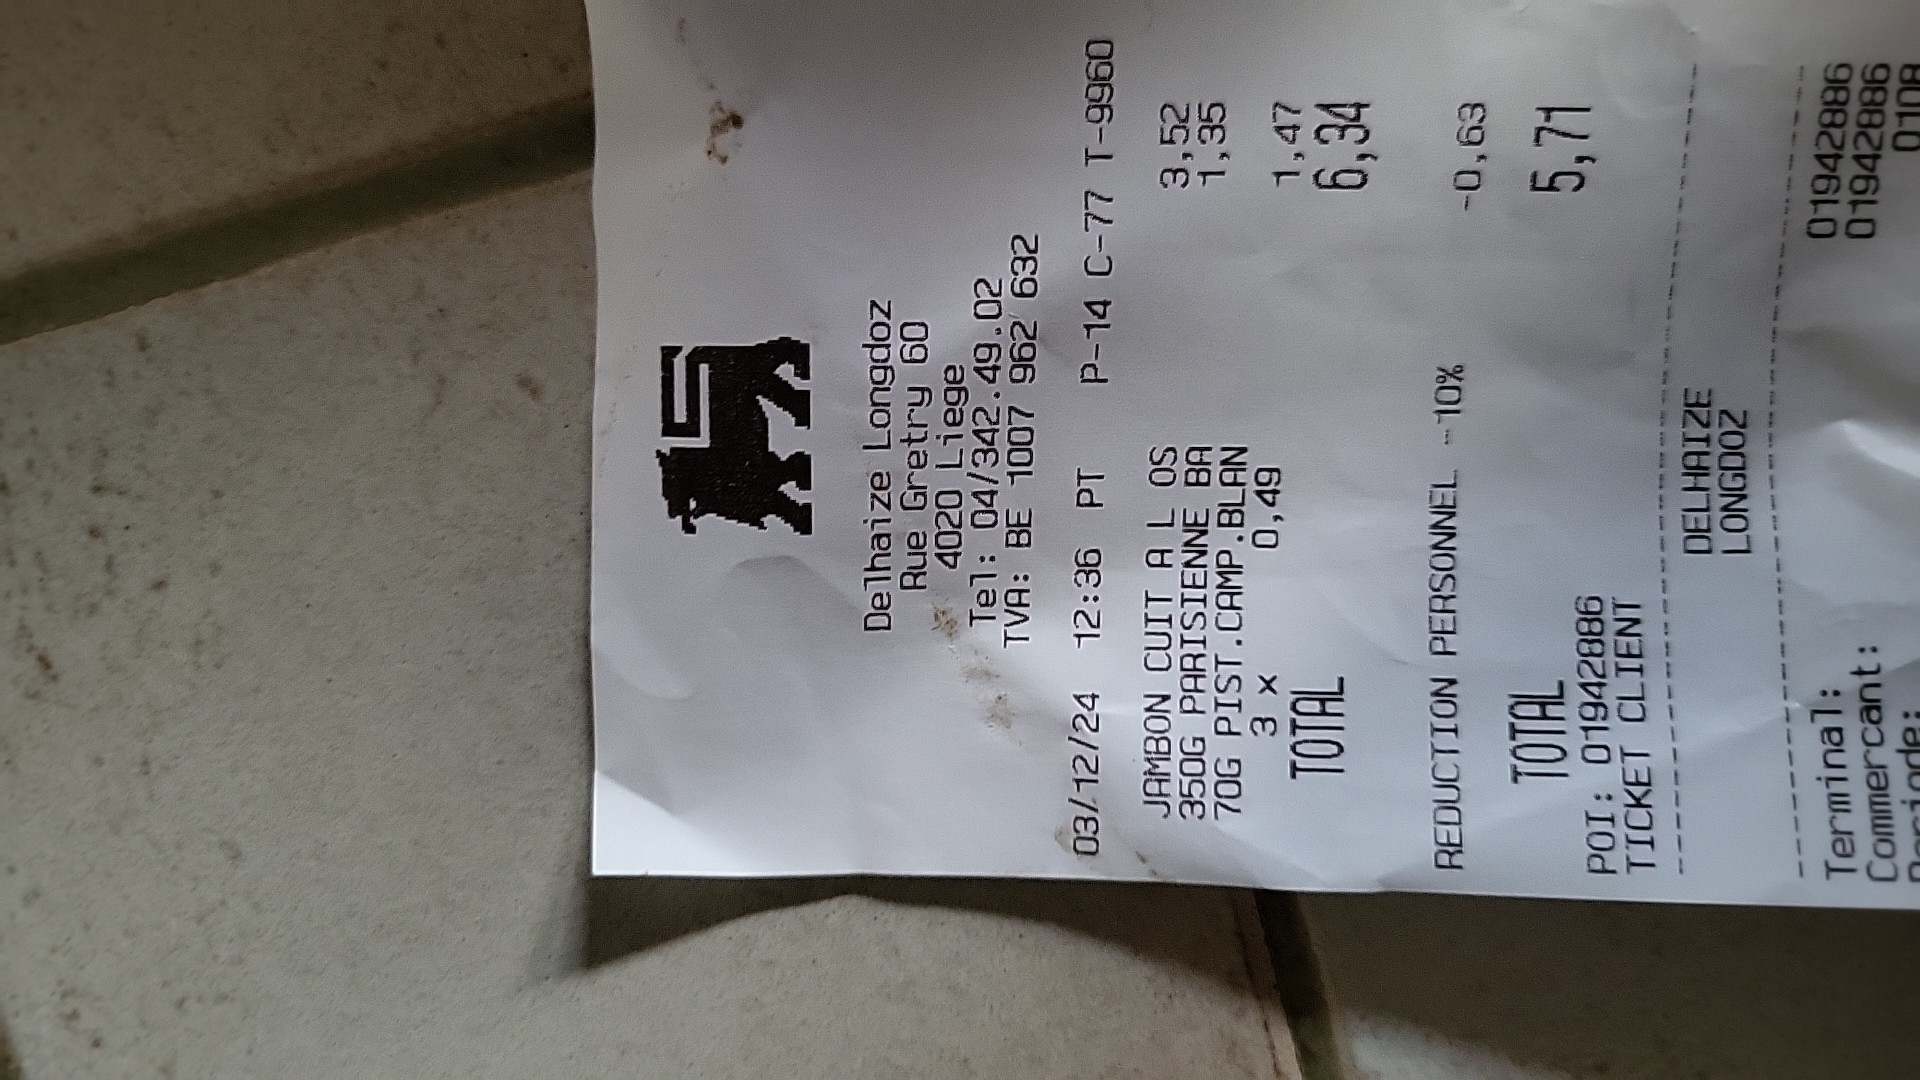 Delhaize Longdoz
Rue Gretry 60
4020 Liege
Tel: 04/342.49.02
TVA: BE 1007 962 632
03/12/24 12:36 PT P-14 C-77 T-9960
JAMBON CUIT A L OS 3,52
350G PARISIENNE BA 1,35
70G PIST.CAMP.BLAN
3 x 0,49 1,47
TOTAL 6,34
REDUCTION PERSONNEL -10% -0,63
TOTAL 5,71
POI: 01942886
TICKET CLIENT
DELHAIZE
LONGDOZ
Terminal: 01942886
Commercant: 01942886